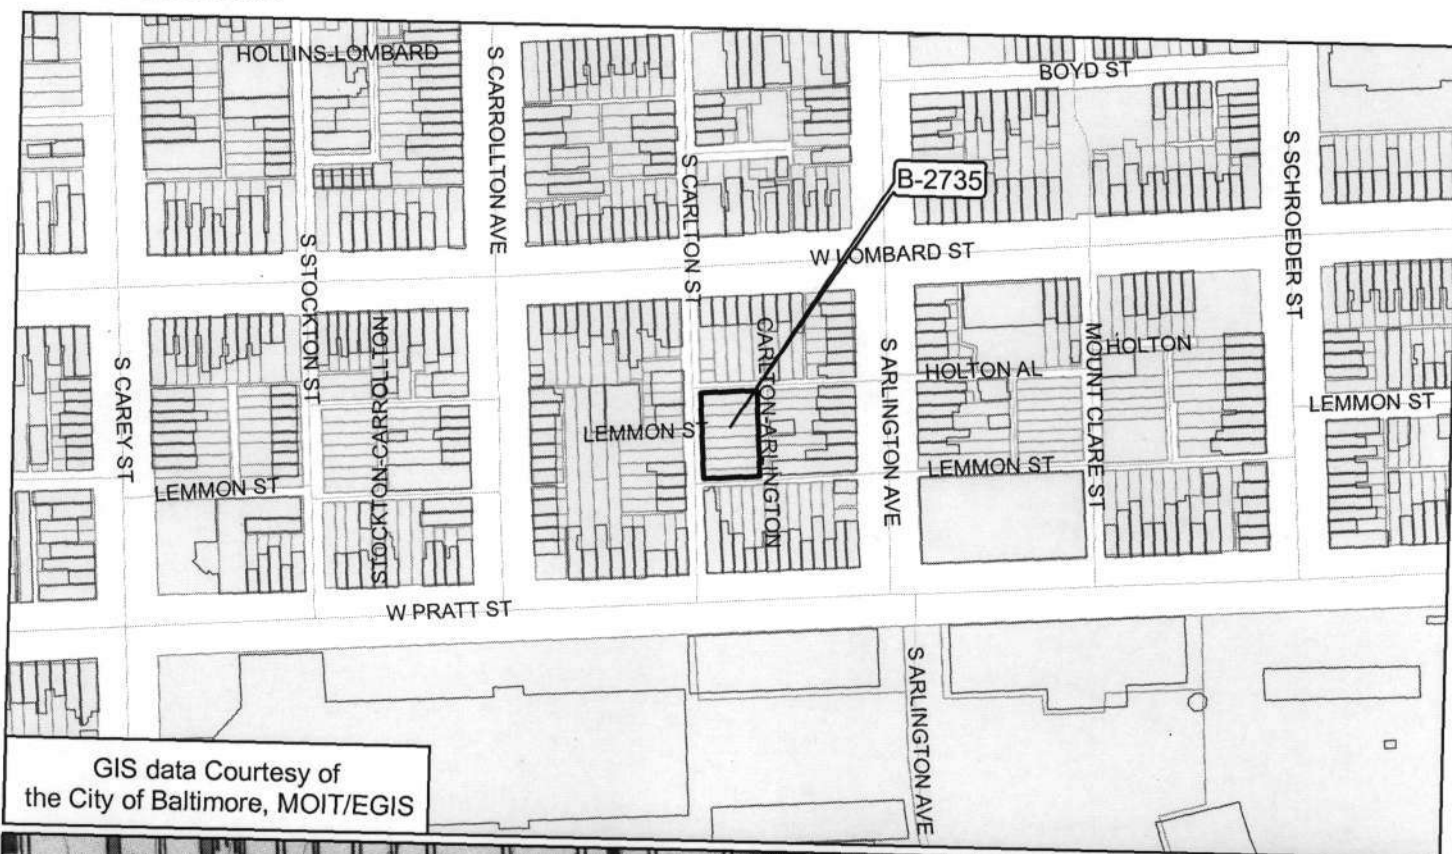 HOLLINS-LOMBARD
S CARROLLTON AVE
BOYD ST
S CARLTON ST
B-2735
S SCHROEDER ST
S STOCKTON ST
W LOMBARD ST
STOCKTON-CARROLLTON
CARLTON-ARLINGTON
S ARLINGTON AVE
MOUNT CLARE ST
HOLTON
HOLTON AL
S CAREY ST
LEMMON ST
LEMMON ST
LEMMON ST
LEMMON ST
W PRATT ST
S ARLINGTON AVE
GIS data Courtesy of
the City of Baltimore, MOIT/EGIS